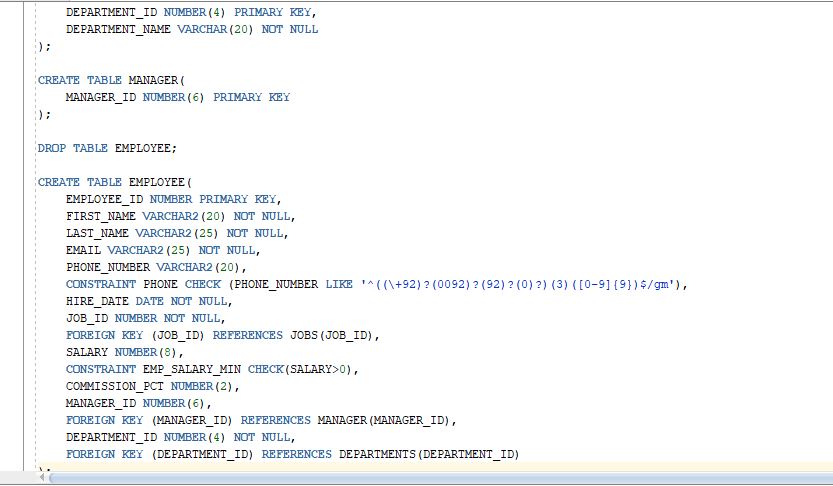 DEPARTMENT_ID NUMBER(4) PRIMARY KEY,
DEPARTMENT_NAME VARCHAR(20) NOT NULL
);
CREATE TABLE MANAGER(
MANAGER_ID NUMBER(6) PRIMARY KEY
);
DROP TABLE EMPLOYEE;
CREATE TABLE EMPLOYEE(
EMPLOYEE_ID NUMBER PRIMARY KEY,
FIRST_NAME VARCHAR2(20) NOT NULL,
LAST_NAME VARCHAR2(25) NOT NULL,
EMAIL VARCHAR2(25) NOT NULL,
PHONE_NUMBER VARCHAR2(20),
CONSTRAINT PHONE CHECK (PHONE_NUMBER LIKE '^((\+92)?(0092)?(92)?(0)?)(3)([0-9]{9})$/gm'),
HIRE_DATE DATE NOT NULL,
JOB_ID NUMBER NOT NULL,
FOREIGN KEY (JOB_ID) REFERENCES JOBS(JOB_ID),
SALARY NUMBER(8),
CONSTRAINT EMP_SALARY_MIN CHECK(SALARY>0),
COMMISSION_PCT NUMBER(2),
MANAGER_ID NUMBER(6),
FOREIGN KEY (MANAGER_ID) REFERENCES MANAGER(MANAGER_ID),
DEPARTMENT_ID NUMBER(4) NOT NULL,
FOREIGN KEY (DEPARTMENT_ID) REFERENCES DEPARTMENTS(DEPARTMENT_ID)
);